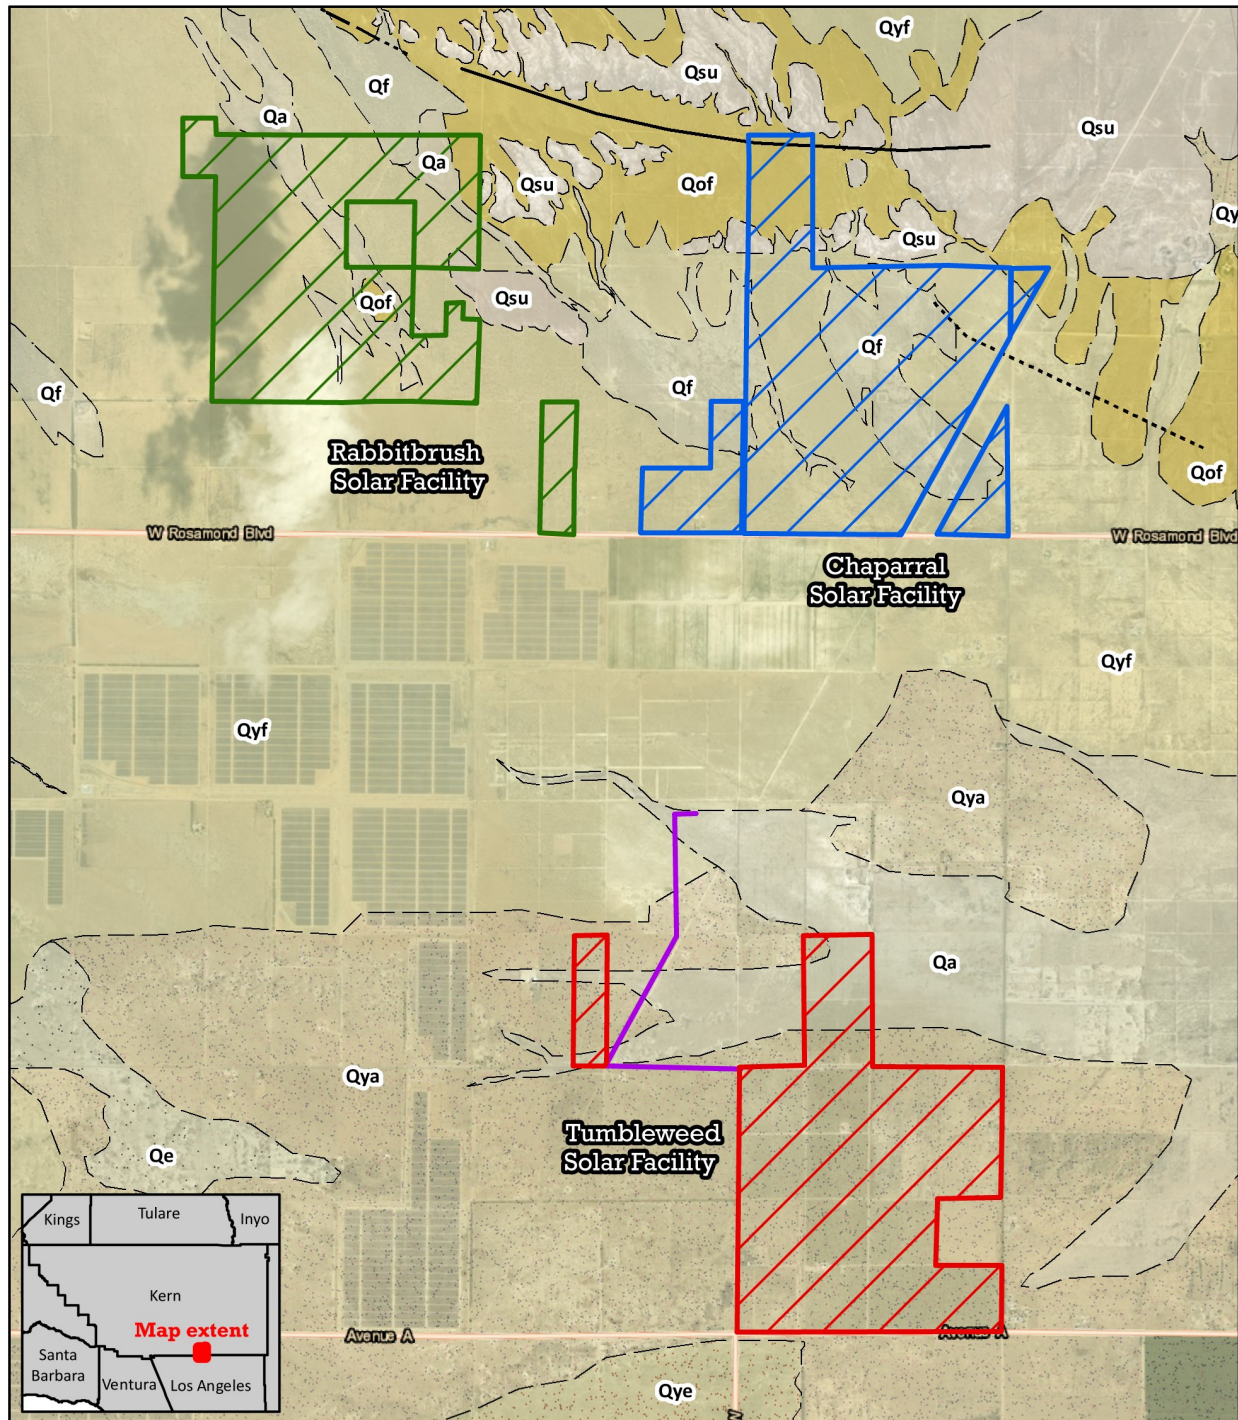 Qyf
Qsu
Qf
Qa
Qsu
Qa
Qsu
Qof
Qy
Qsu
Qof
Qsu
Qf
Qf
Qf
Rabbitbrush
Solar Facility
Qof
W Rosamond Blvd
W Rosamond Blvd
Chaparral
Solar Facility
Qyf
Qyf
Qya
Qa
Qya
Tumbleweed
Solar Facility
Qe
Kings
Tulare
Inyo
Kern
Map extent
Santa
Barbara
Ventura
Los Angeles
Avenue A
Avenue A
Qye
W